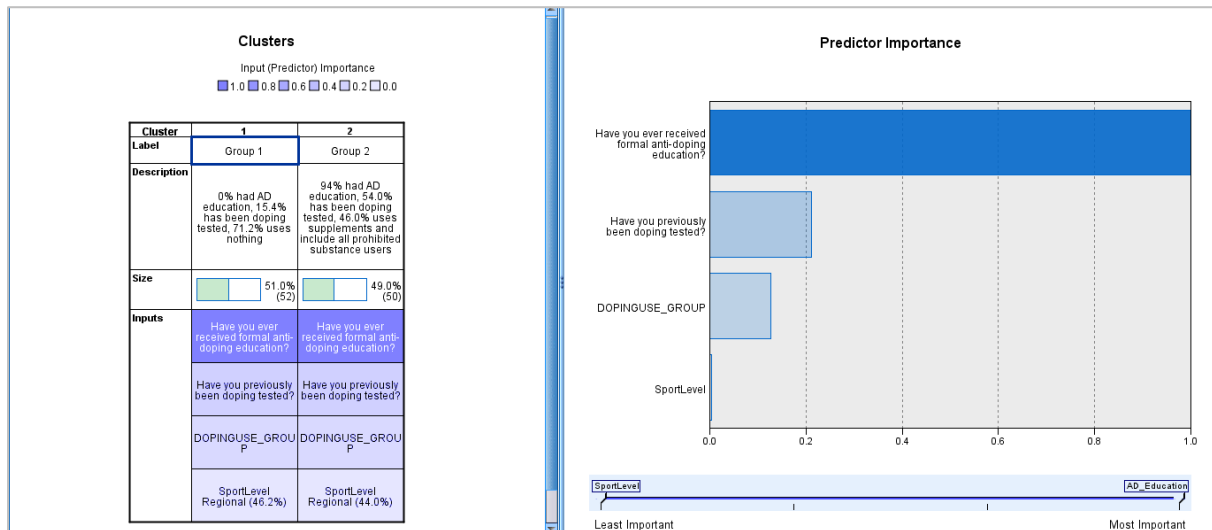 Clusters
Input (Predictor) Importance
1.0 0.8 0.6 0.4 0.2 0.0
Cluster 1 2
Label Group 1 Group 2
Description
0% had AD
education, 15.4%
has been doping
tested, 71.2% uses
nothing
94% had AD
education, 54.0%
has been doping
tested, 46.0% uses
supplements and
include all prohibited
substance users
Size
51.0%
(52)
49.0%
(50)
Inputs
Have you ever
received formal anti-
doping education?
Have you ever
received formal anti-
doping education?
Have you previously
been doping tested?
Have you previously
been doping tested?
DOPINGUSE_GROU
P
DOPINGUSE_GROU
P
SportLevel
Regional (46.2%)
SportLevel
Regional (44.0%)
Predictor Importance
Have you ever received
formal anti-doping
education?
Have you previously
been doping tested?
DOPINGUSE_GROUP
SportLevel
0.0 0.2 0.4 0.6 0.8 1.0
SportLevel AD_Education
Least Important Most Important